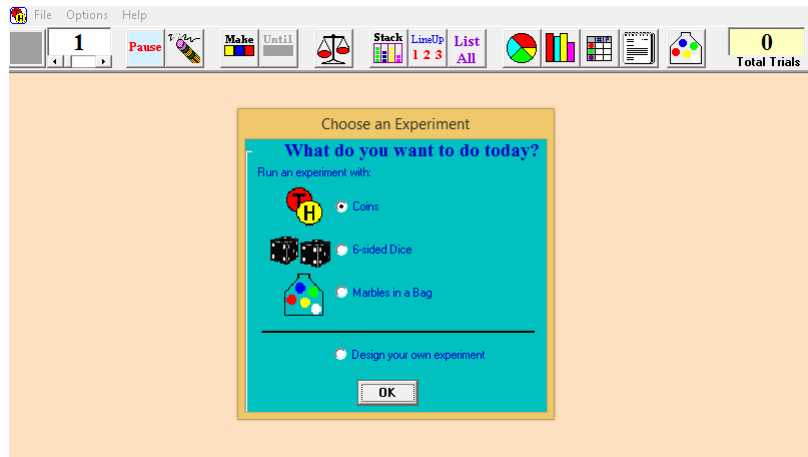 File Options Help
1 Pause Make Until Stack LineUp List 0
1 2 3 All Total Trials
Choose an Experiment
What do you want to do today?
Run an experiment with:
T
H
Coins
6-sided Dice
Marbles in a Bag
Design your own experiment
OK